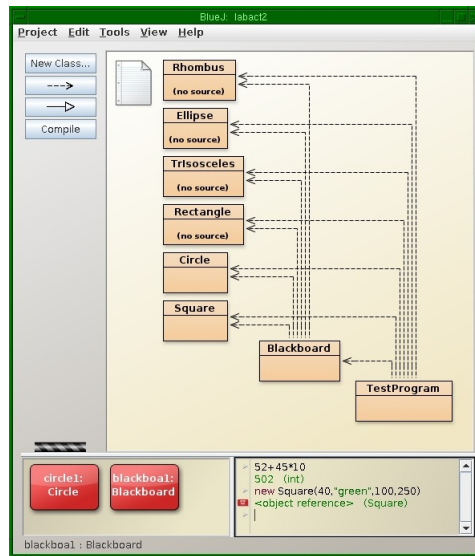 BlueJ: labact2
Project Edit Tools View Help
New Class...
Compile
Rhombus
(no source)
Ellipse
(no source)
TrIsosceles
(no source)
Rectangle
(no source)
Circle
Square
Blackboard
TestProgram
circle1:
Circle
blackboa1:
Blackboard
52+45*10
502 (int)
new Square(40,"green",100,250)
<object reference> (Square)
blackboa1 : Blackboard